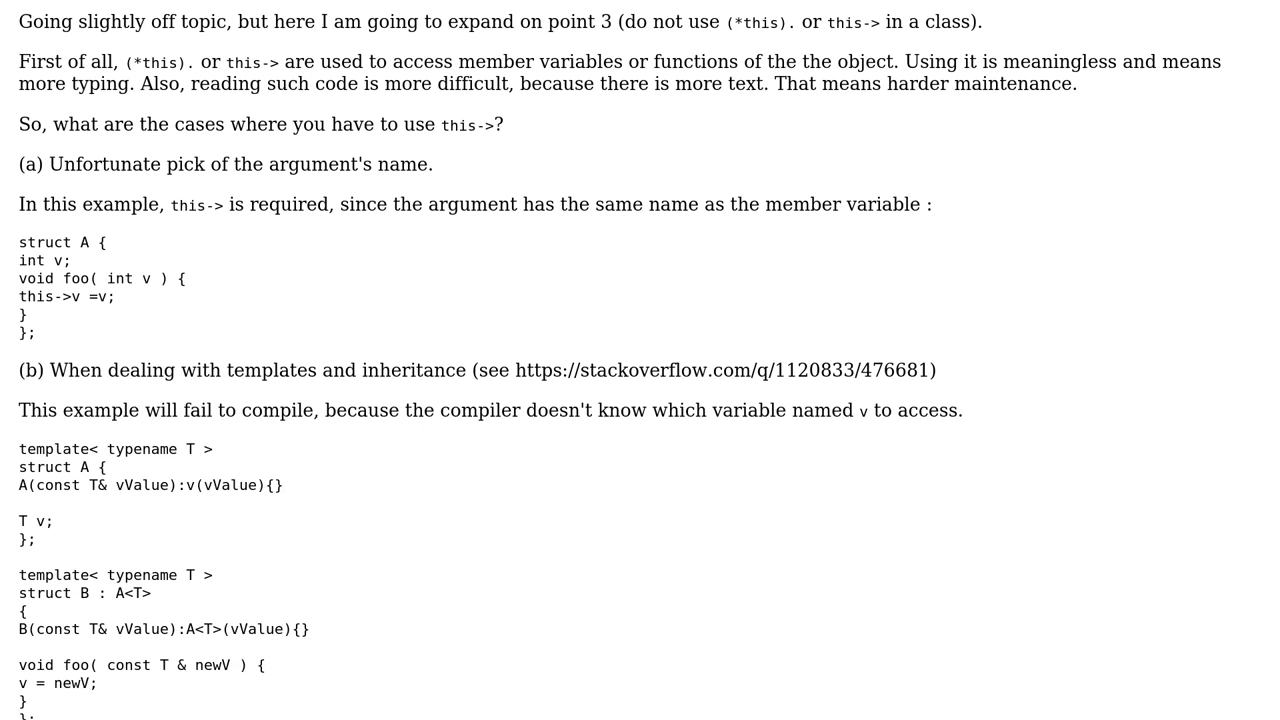 Going slightly off topic, but here I am going to expand on point 3 (do not use (*this). or this-> in a class).
First of all, (*this). or this-> are used to access member variables or functions of the the object. Using it is meaningless and means
more typing. Also, reading such code is more difficult, because there is more text. That means harder maintenance.
So, what are the cases where you have to use this->?
(a) Unfortunate pick of the argument's name.
In this example, this-> is required, since the argument has the same name as the member variable :
struct A {
int v;
void foo( int v ) {
this->v =v;
}
};
(b) When dealing with templates and inheritance (see https://stackoverflow.com/q/1120833/476681)
This example will fail to compile, because the compiler doesn't know which variable named v to access.
template< typename T >
struct A {
A(const T& vValue):v(vValue){}
T v;
};
template< typename T >
struct B : A<T>
{
B(const T& vValue):A<T>(vValue){}
void foo( const T & newV ) {
v = newV;
}
};